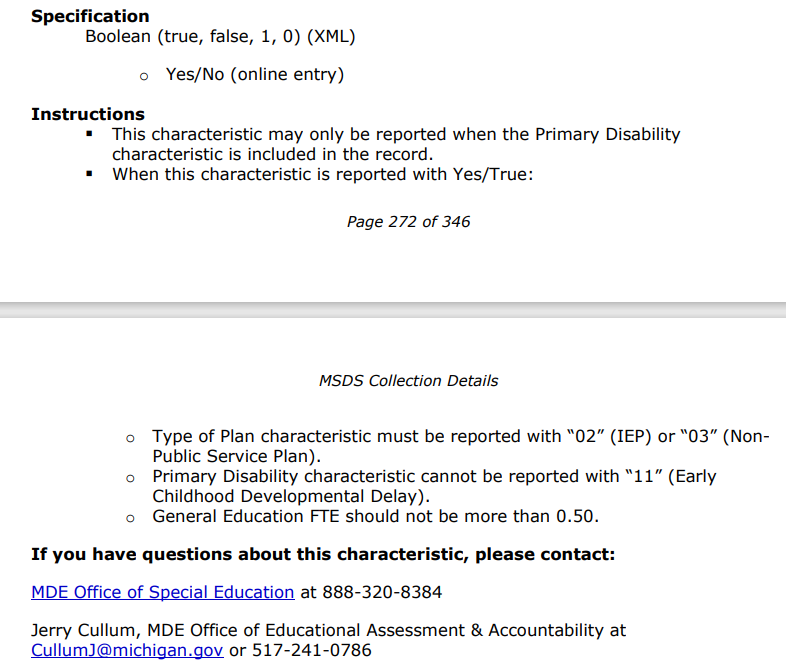 Specification
Boolean (true, false, 1, 0) (XML)
o Yes/No (online entry)
Instructions
▪ This characteristic may only be reported when the Primary Disability
characteristic is included in the record.
▪ When this characteristic is reported with Yes/True:
Page 272 of 346
MSDS Collection Details
o Type of Plan characteristic must be reported with “02” (IEP) or “03” (Non-
Public Service Plan).
o Primary Disability characteristic cannot be reported with “11” (Early
Childhood Developmental Delay).
o General Education FTE should not be more than 0.50.
If you have questions about this characteristic, please contact:
MDE Office of Special Education at 888-320-8384
Jerry Cullum, MDE Office of Educational Assessment & Accountability at
CullumJ@michigan.gov or 517-241-0786